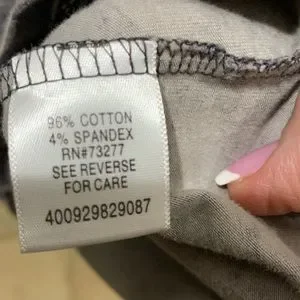 96% COTTON
4% SPANDEX
RN#73277
SEE REVERSE
FOR CARE
400929829087